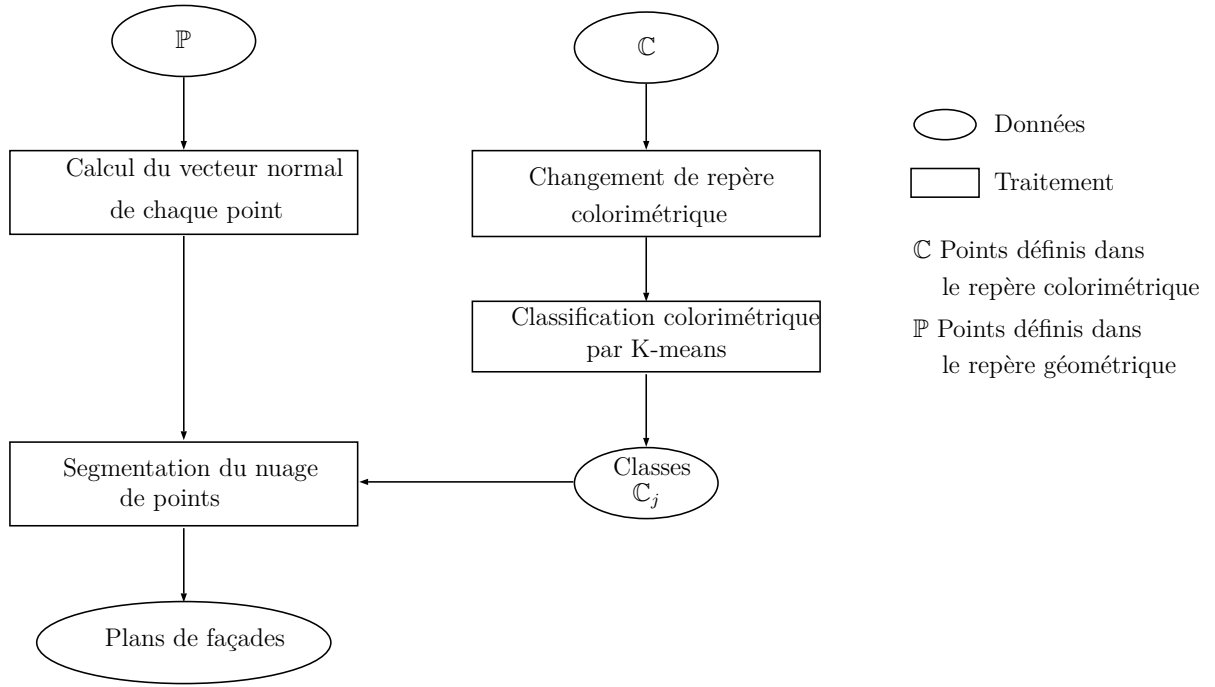 ℙ
Calcul du vecteur normal
de chaque point
Segmentation du nuage
de points
Plans de façades
ℂ
Changement de repère
colorimétrique
Classification colorimétrique
par K-means
Classes
ℂ_j
Données
Traitement
ℂ Points définis dans
le repère colorimétrique
ℙ Points définis dans
le repère géométrique